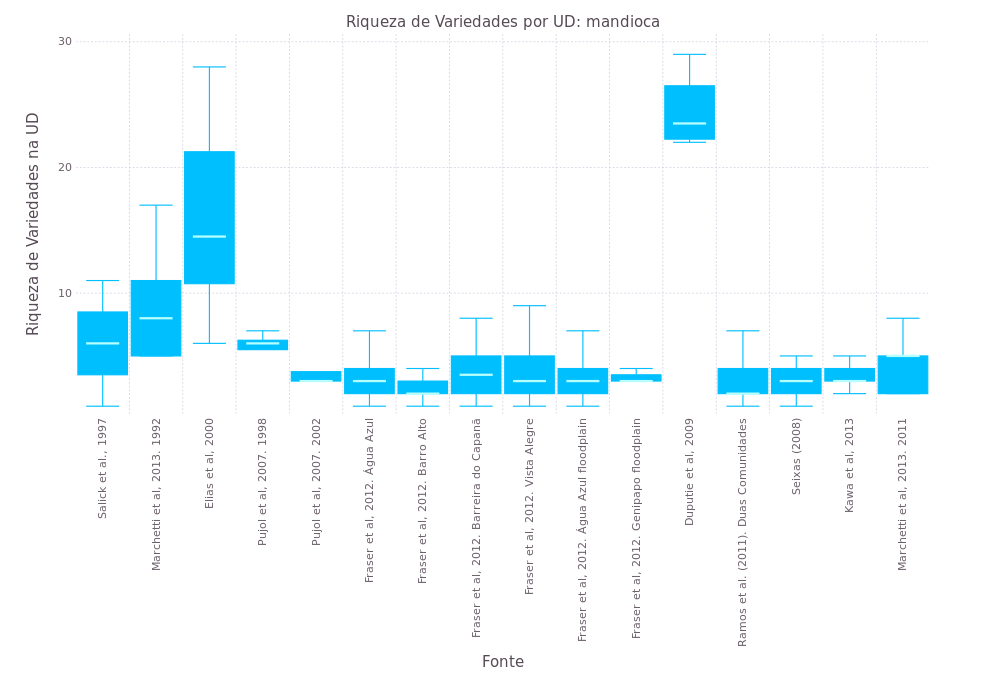 Riqueza de Variedades por UD: mandioca
Riqueza de Variedades na UD
30
20
10
Salick et al., 1997
Marchetti et al, 2013. 1992
Elias et al, 2000
Pujol et al, 2007. 1998
Pujol et al, 2007. 2002
Fraser et al, 2012. Água Azul
Fraser et al, 2012. Barro Alto
Fraser et al, 2012. Barreira do Capanã
Fraser et al, 2012. Vista Alegre
Fraser et al, 2012. Água Azul floodplain
Fraser et al, 2012. Genipapo floodplain
Duputie et al, 2009
Ramos et al. (2011). Duas Comunidades
Seixas (2008)
Kawa et al, 2013
Marchetti et al, 2013. 2011
Fonte